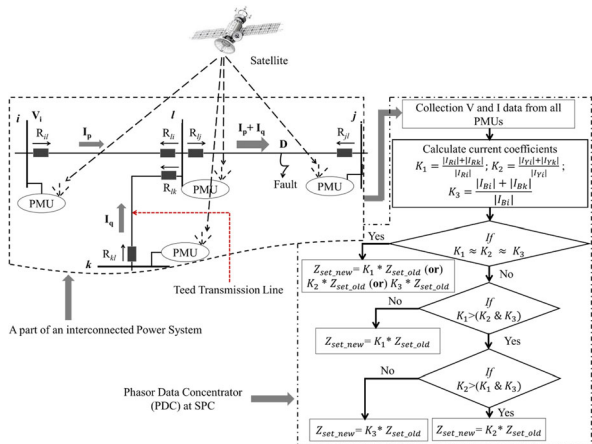 Satellite
i
V_i
l
j
R_il
I_p
R_li
R_lj
I_p + I_q
D
R_jl
R_lk
Fault
PMU
PMU
PMU
I_q
R_kl
PMU
k
Teed Transmission Line
A part of an interconnected Power System
Phasor Data Concentrator
(PDC) at SPC
Collection V and I data from all
PMUs
Calculate current coefficients
K_1 = |I_Ri|+|I_Rk| / |I_Ri| ; K_2 = |I_Yi|+|I_Yk| / |I_Yi| ;
K_3 = |I_Bi| + |I_Bk| / |I_Bi|
If
K_1 ≈ K_2 ≈ K_3
Yes
Z_set_new = K_1 * Z_set_old (or)
K_2 * Z_set_old (or) K_3 * Z_set_old
No
If
K_1>(K_2 & K_3)
No
Z_set_new= K_1* Z_set_old
Yes
If
K_2>(K_1 & K_3)
No
Yes
Z_set_new= K_3* Z_set_old
Z_set_new= K_2* Z_set_old